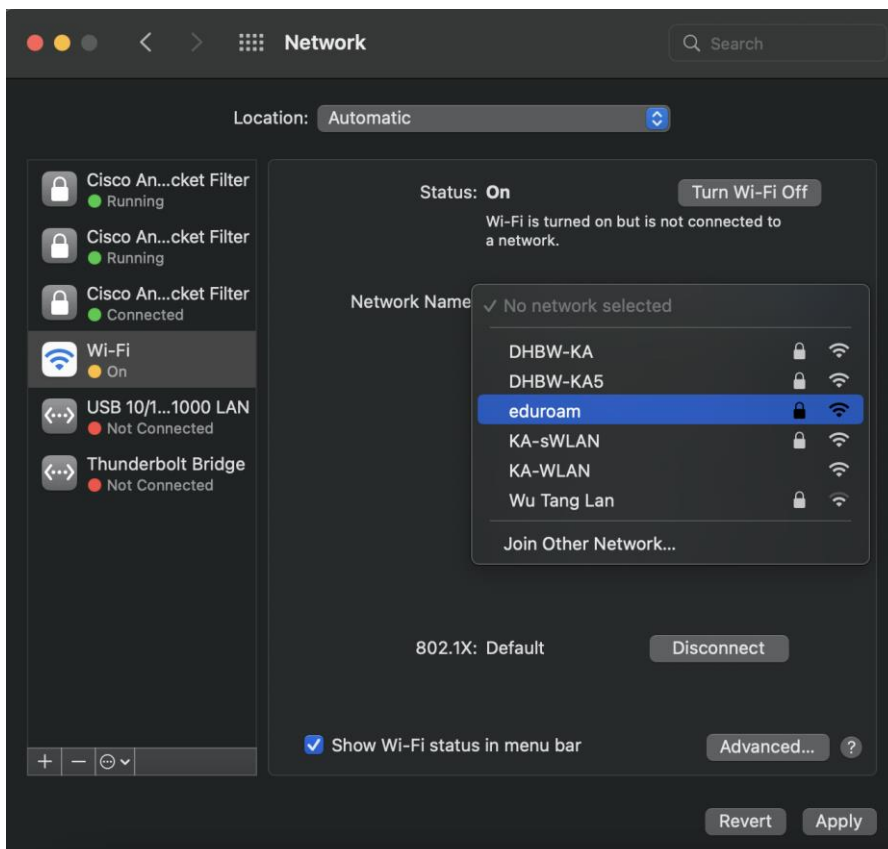 Network
Search
Location: Automatic
Cisco An...cket Filter
Running
Cisco An...cket Filter
Running
Cisco An...cket Filter
Connected
Wi-Fi
On
USB 10/1...1000 LAN
Not Connected
Thunderbolt Bridge
Not Connected
Status: On
Turn Wi-Fi Off
Wi-Fi is turned on but is not connected to
a network.
Network Name
✓ No network selected
DHBW-KA
DHBW-KA5
eduroam
KA-sWLAN
KA-WLAN
Wu Tang Lan
Join Other Network...
802.1X: Default
Disconnect
Show Wi-Fi status in menu bar
Advanced...
?
Revert
Apply